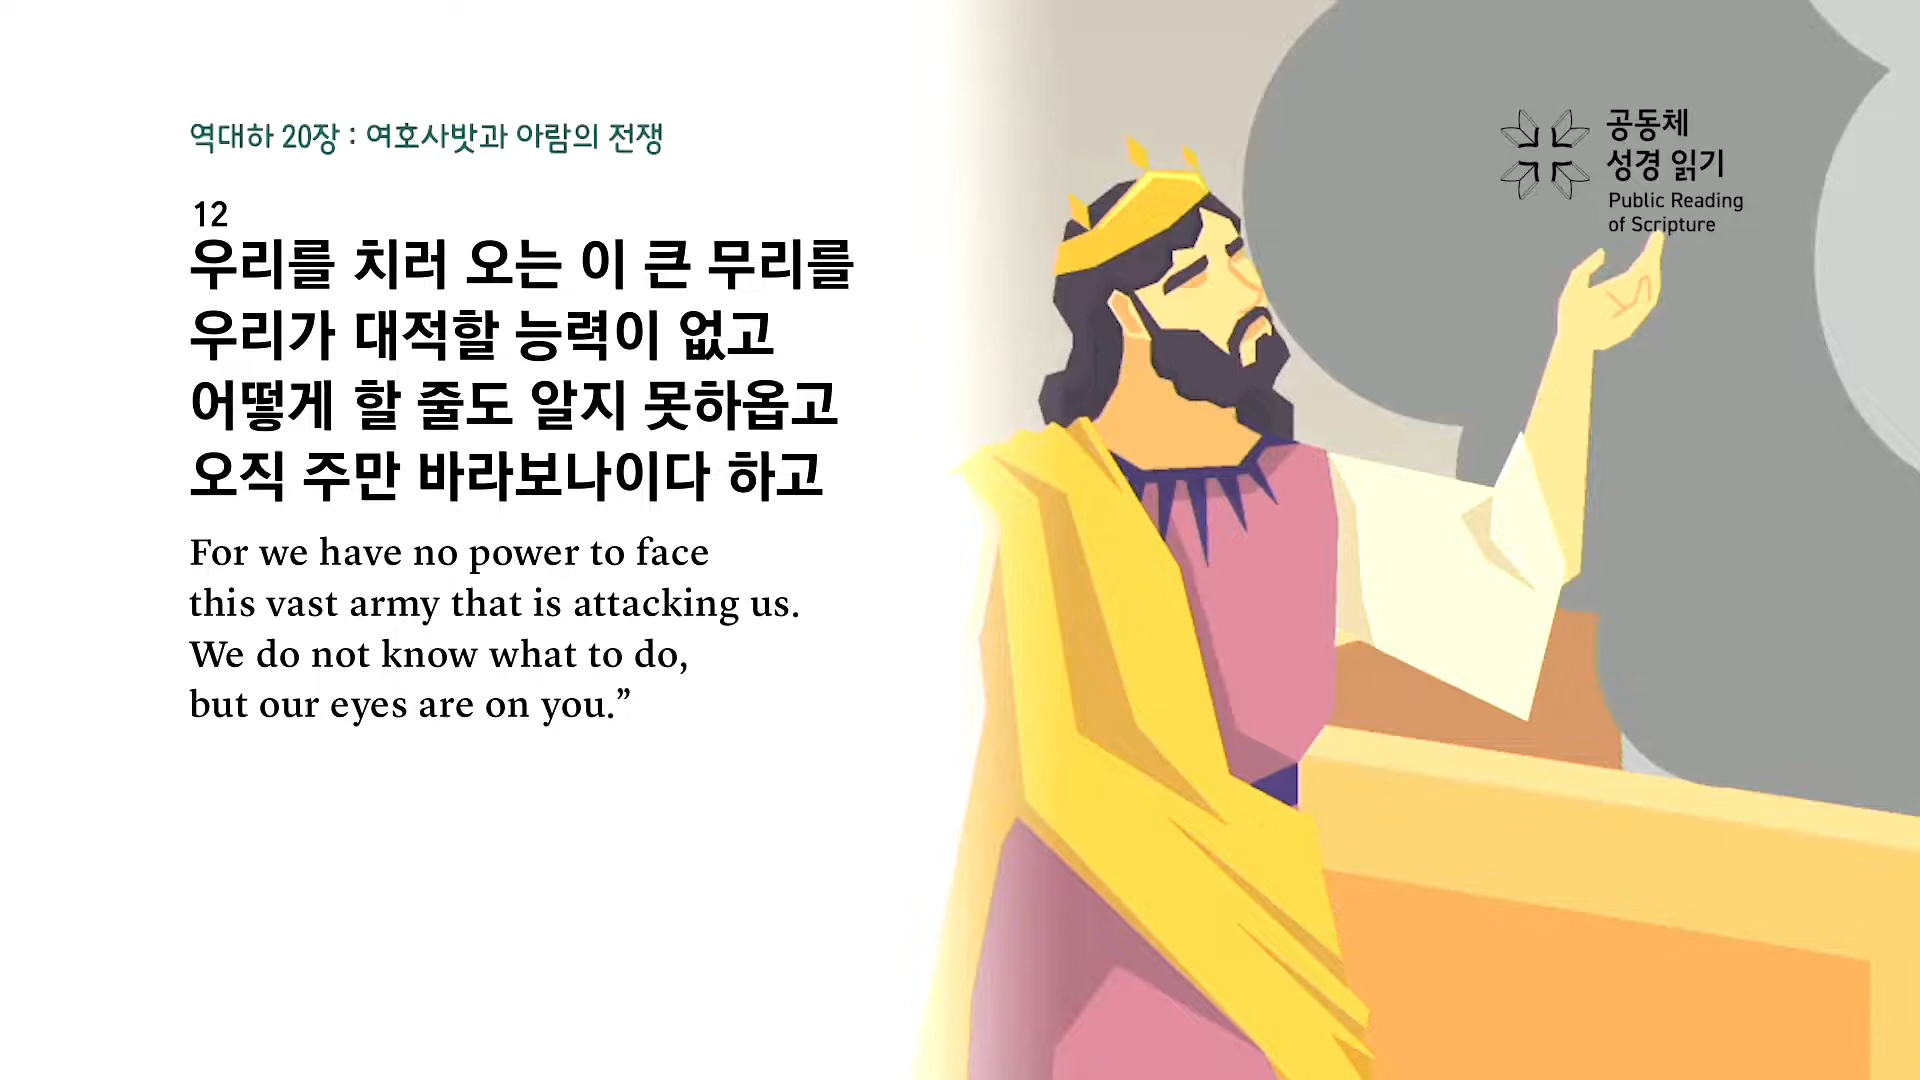 역대하 20장 : 여호사밧과 아람의 전쟁
12
우리를 치러 오는 이 큰 무리를
우리가 대적할 능력이 없고
어떻게 할 줄도 알지 못하옵고
오직 주만 바라보나이다 하고
For we have no power to face
this vast army that is attacking us.
We do not know what to do,
but our eyes are on you.”
공동체
성경 읽기
Public Reading
of Scripture